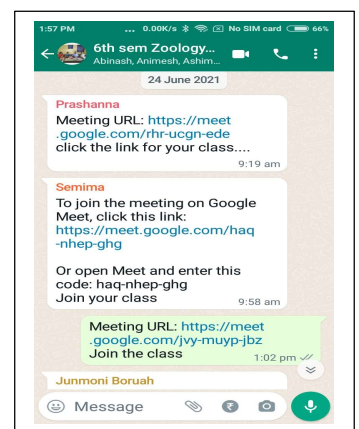 1:57 PM ... 0.00K/s No SIM card 66%
6th sem Zoology...
Abinash, Animesh, Ashim...
24 June 2021
Prashanna
Meeting URL: https://meet
.google.com/rhr-ucgn-ede
click the link for your class....
9:19 am
Semima
To join the meeting on Google
Meet, click this link:
https://meet.google.com/haq
-nhep-ghg
Or open Meet and enter this
code: haq-nhep-ghg
Join your class
9:58 am
Meeting URL: https://meet
.google.com/jvy-muyp-jbz
Join the class
1:02 pm
Junmoni Boruah
Message